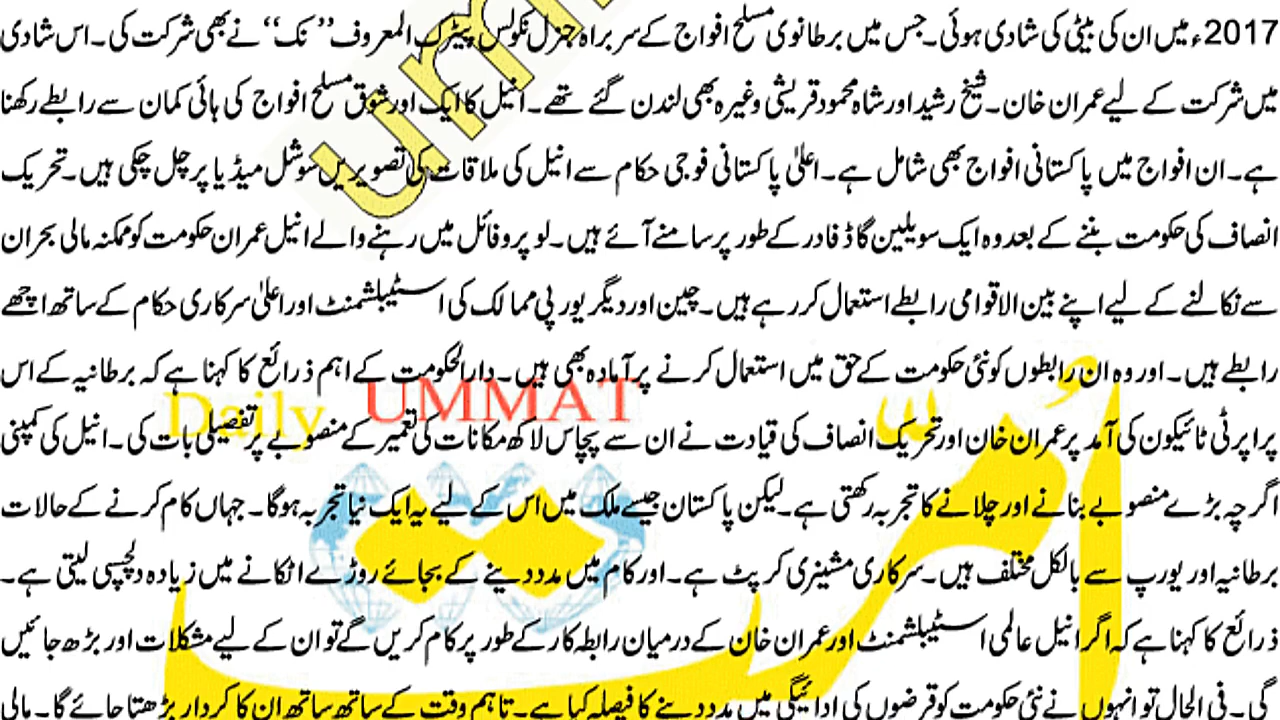 2017ء میں ان کی بیٹی کی شادی ہوئی۔ جس میں برطانوی مسلح افواج کے سربراہ جنرل نکولس پیٹرک المعروف ’’نک‘‘ نے بھی شرکت کی۔ اس شادی
میں شرکت کے لیے عمران خان۔ شیخ رشید اور شاہ محمود قریشی وغیرہ بھی لندن گئے تھے۔ انیل کا ایک اور شوق مسلح افواج کی ہائی کمان سے رابطے رکھنا
ہے۔ ان افواج میں پاکستانی افواج بھی شامل ہے۔ اعلیٰ پاکستانی فوجی حکام سے انیل کی ملاقات کی تصویریں سوشل میڈیا پر چل چکی ہیں۔ تحریک
انصاف کی حکومت بننے کے بعد وہ ایک سویلین گاڈ فادر کے طور پر سامنے آئے ہیں۔ لو پروفائل میں رہنے والے انیل عمران حکومت کو ممکنہ مالی بحران
سے نکالنے کے لیے اپنے بین الاقوامی رابطے استعمال کر رہے ہیں۔ چین اور دیگر یورپی ممالک کی اسٹیبلشمنٹ اور اعلیٰ سرکاری حکام کے ساتھ اچھے
رابطے ہیں۔ اور وہ ان رابطوں کو نئی حکومت کے حق میں استعمال کرنے پر آمادہ بھی ہیں۔ دارالحکومت کے اہم ذرائع کا کہنا ہے کہ برطانیہ کے اس
پراپرٹی ٹائیکون کی آمد پر عمران خان اور تحریک انصاف کی قیادت نے ان سے پچاس لاکھ مکانات کی تعمیر کے منصوبے پر تفصیلی بات کی۔ انیل کی کمپنی
اگرچہ بڑے منصوبے بنانے اور چلانے کا تجربہ رکھتی ہے۔ لیکن پاکستان جیسے ملک میں اس کے لیے یہ ایک نیا تجربہ ہوگا۔ جہاں کام کرنے کے حالات
برطانیہ اور یورپ سے بالکل مختلف ہیں۔ سرکاری مشینری کرپٹ ہے۔ اور کام میں مدد دینے کے بجائے روڑے اٹکانے میں زیادہ دلچسپی لیتی ہے۔
ذرائع کا کہنا ہے کہ اگر انیل عالمی اسٹیبلشمنٹ اور عمران خان کے درمیان رابطہ کار کے طور پر کام کریں گے تو ان کے لیے مشکلات اور بڑھ جائیں
گی۔ فی الحال تو انہوں نے نئی حکومت کو قرضوں کی ادائیگی میں مدد دینے کا فیصلہ کیا ہے۔ تاہم وقت کے ساتھ ساتھ ان کا کردار بڑھتا جائے گا۔ مالی
um
Daily UMMAT
امت